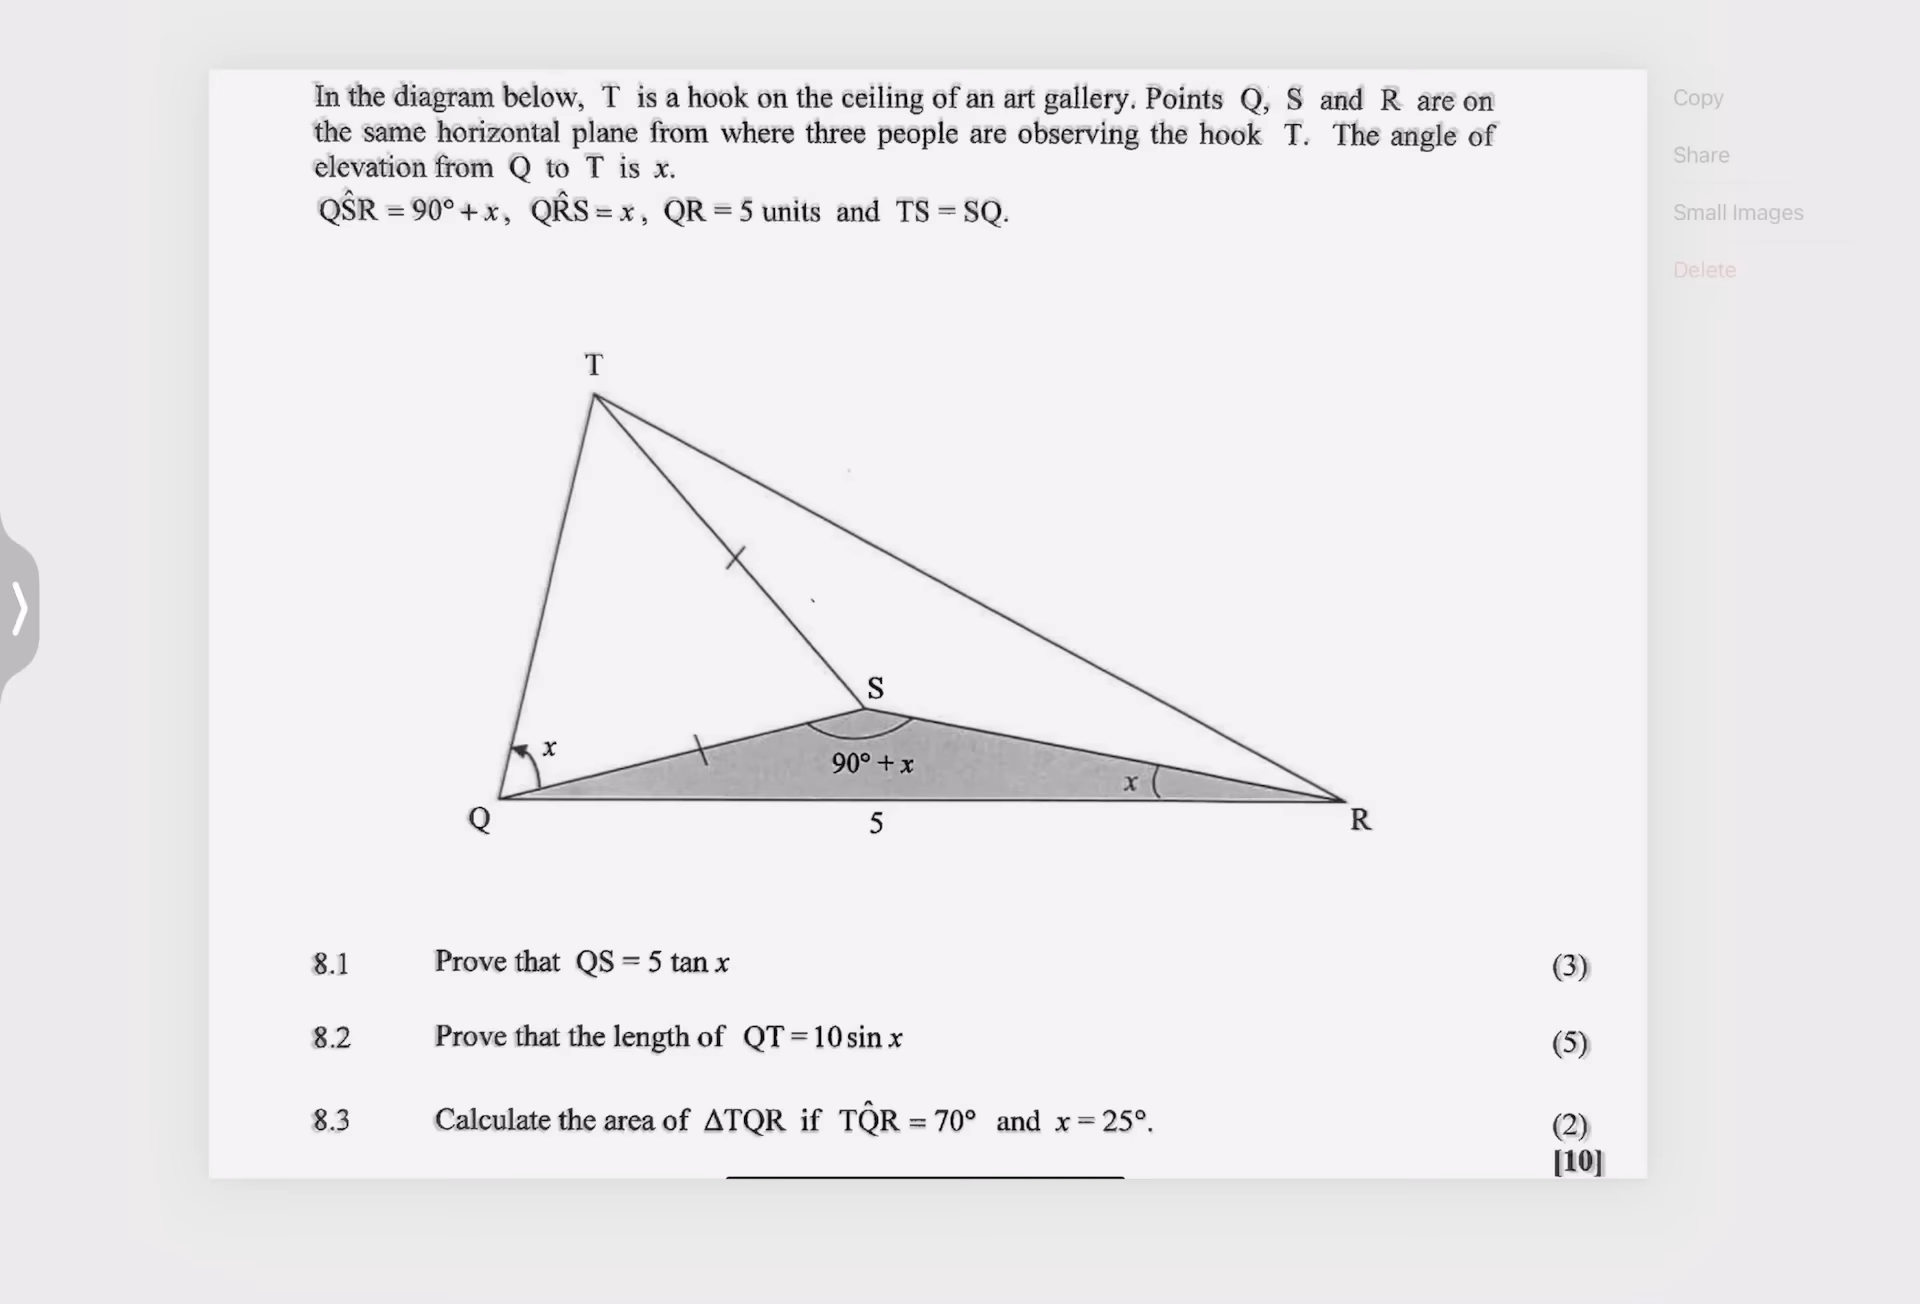 In the diagram below, T is a hook on the ceiling of an art gallery. Points Q, S and R are on
the same horizontal plane from where three people are observing the hook T. The angle of
elevation from Q to T is x.
QŜR = 90° + x, QR̂S = x, QR = 5 units and TS = SQ.
Copy
Share
Small Images
Delete
T
S
x
90° + x
x
Q
5
R
8.1 Prove that QS = 5 tan x (3)
8.2 Prove that the length of QT = 10 sin x (5)
8.3 Calculate the area of ΔTQR if TQ̂R = 70° and x = 25°. (2)
[10]